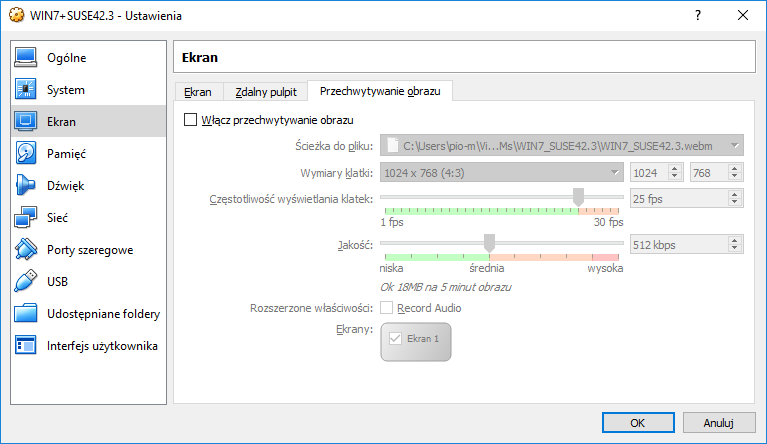 WIN7+SUSE42.3 - Ustawienia
?
Ogólne
System
Ekran
Pamięć
Dźwięk
Sieć
Porty szeregowe
USB
Udostępniane foldery
Interfejs użytkownika
Ekran
Ekran Zdalny pulpit Przechwytywanie obrazu
Włącz przechwytywanie obrazu
Ścieżka do pliku: C:\Users\pio-m\Vi...Ms\WIN7_SUSE42.3\WIN7_SUSE42.3.webm
Wymiary klatki: 1024 x 768 (4:3) 1024 768
Częstotliwość wyświetlania klatek: 25 fps
1 fps 30 fps
Jakość: 512 kbps
niska średnia wysoka
Ok 18MB na 5 minut obrazu
Rozszerzone właściwości: Record Audio
Ekrany: Ekran 1
OK Anuluj